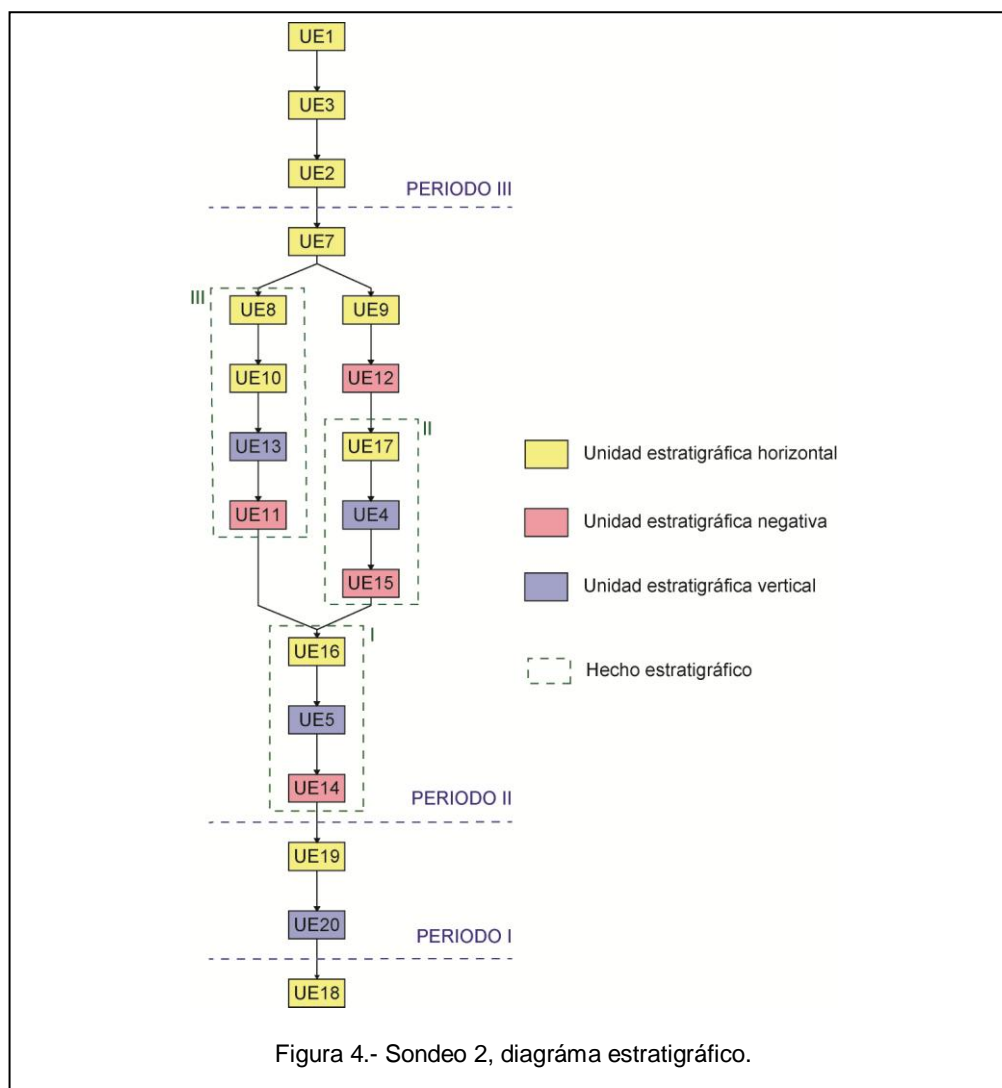 UE1
UE3
UE2
PERIODO III
UE7
III
UE8
UE9
UE10
UE12
II
UE13
UE17
Unidad estratigráfica horizontal
UE11
UE4
Unidad estratigráfica negativa
UE15
Unidad estratigráfica vertical
I
UE16
Hecho estratigráfico
UE5
UE14
PERIODO II
UE19
UE20
PERIODO I
UE18
Figura 4.- Sondeo 2, diagráma estratigráfico.